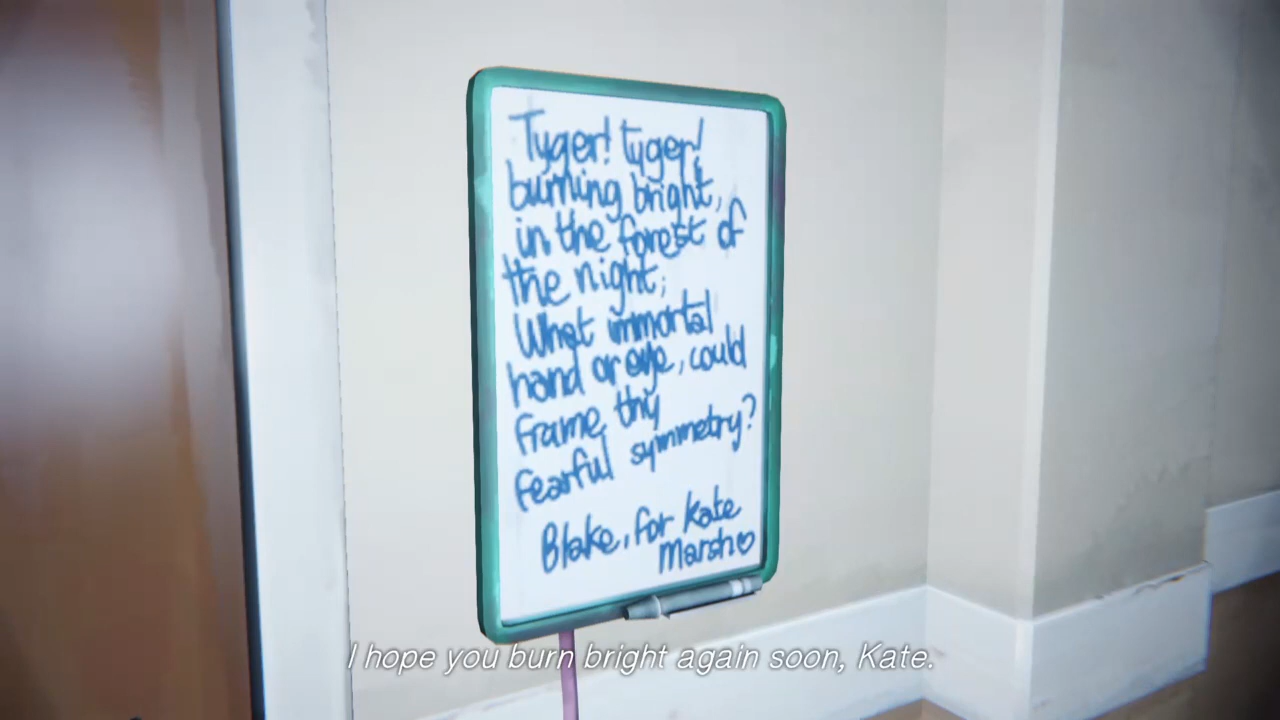 Tyger! tyger!
burning bright,
in the forest of
the night;
What immortal
hand or eye, could
frame thy
fearful symmetry?
Blake, for Kate
Marsh♡
I hope you burn bright again soon, Kate.